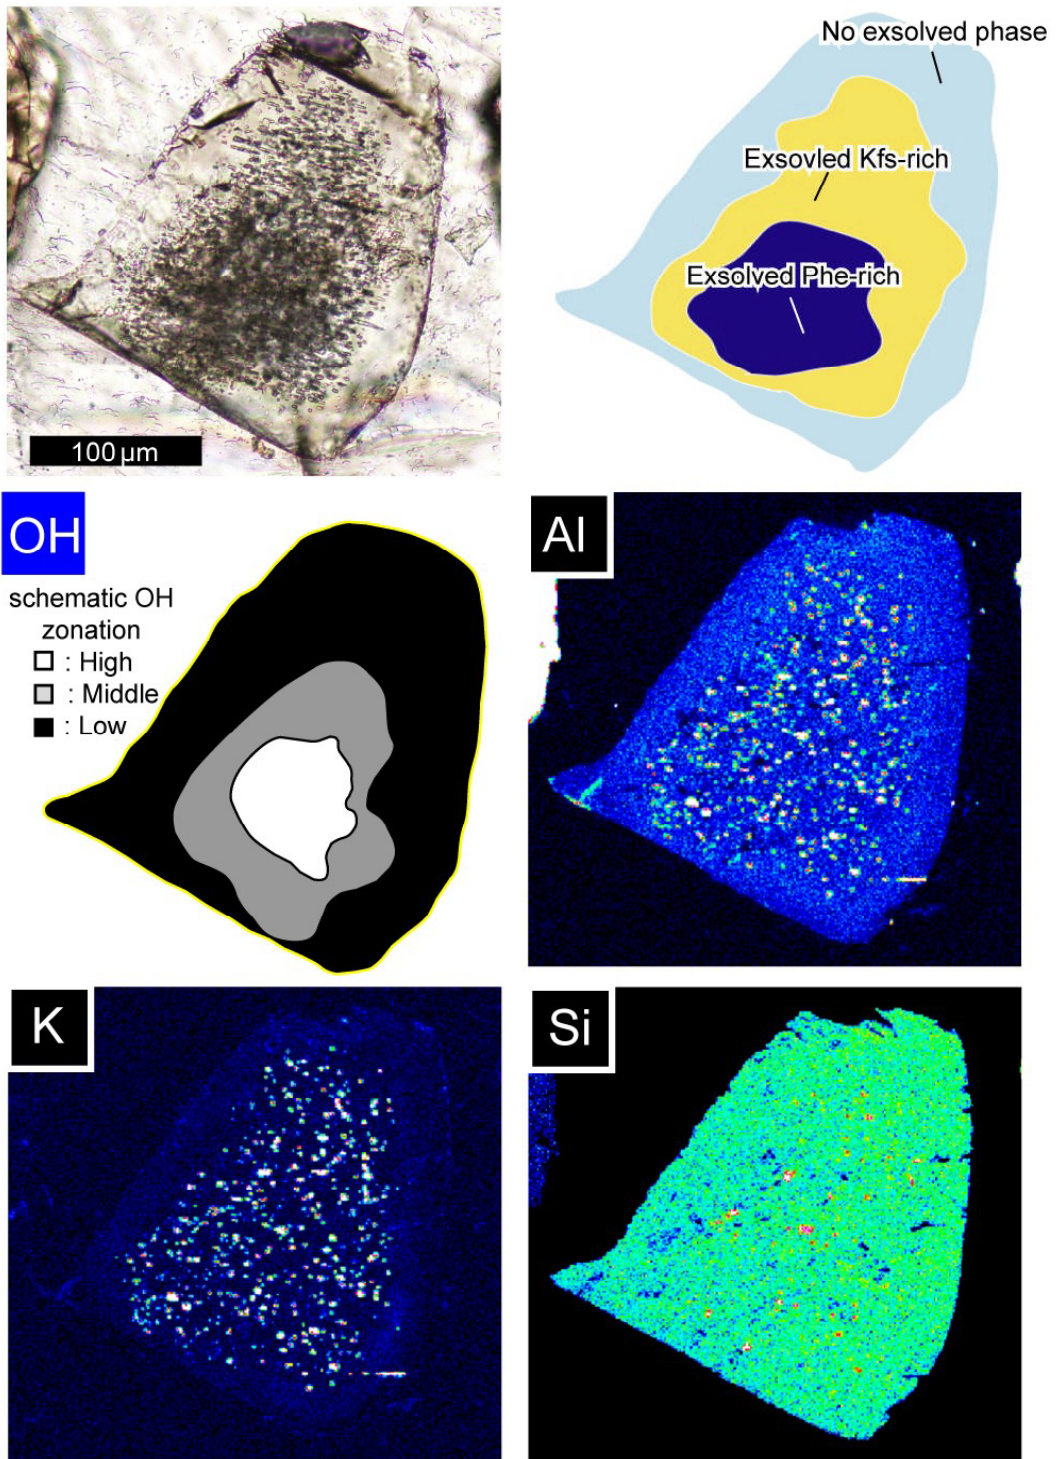 No exsolved phase
Exsovled Kfs-rich
Exsolved Phe-rich
100 µm
OH
schematic OH
zonation
: High
: Middle
: Low
Al
K
Si